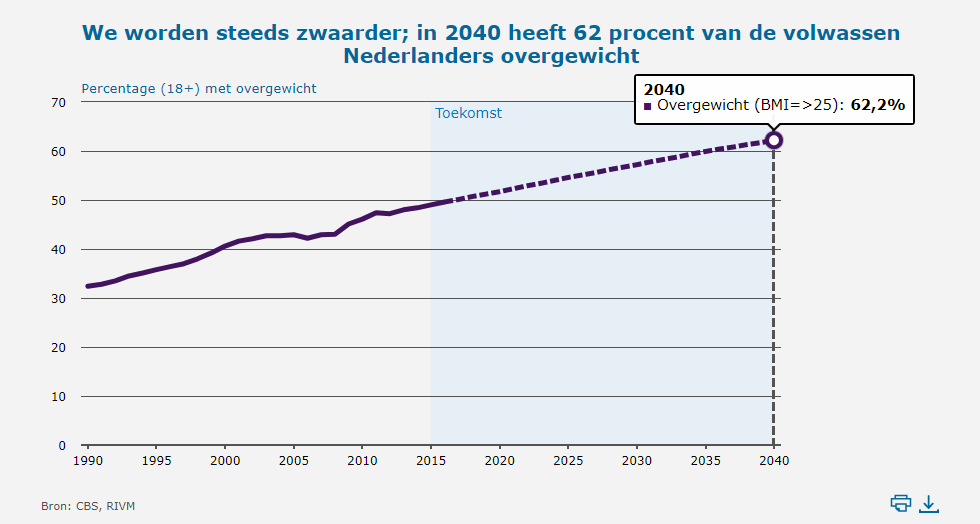 We worden steeds zwaarder; in 2040 heeft 62 procent van de volwassen
Nederlanders overgewicht
Percentage (18+) met overgewicht
2040
Overgewicht (BMI=>25): 62,2%
Toekomst
70
60
50
40
30
20
10
0
1990 1995 2000 2005 2010 2015 2020 2025 2030 2035 2040
Bron: CBS, RIVM